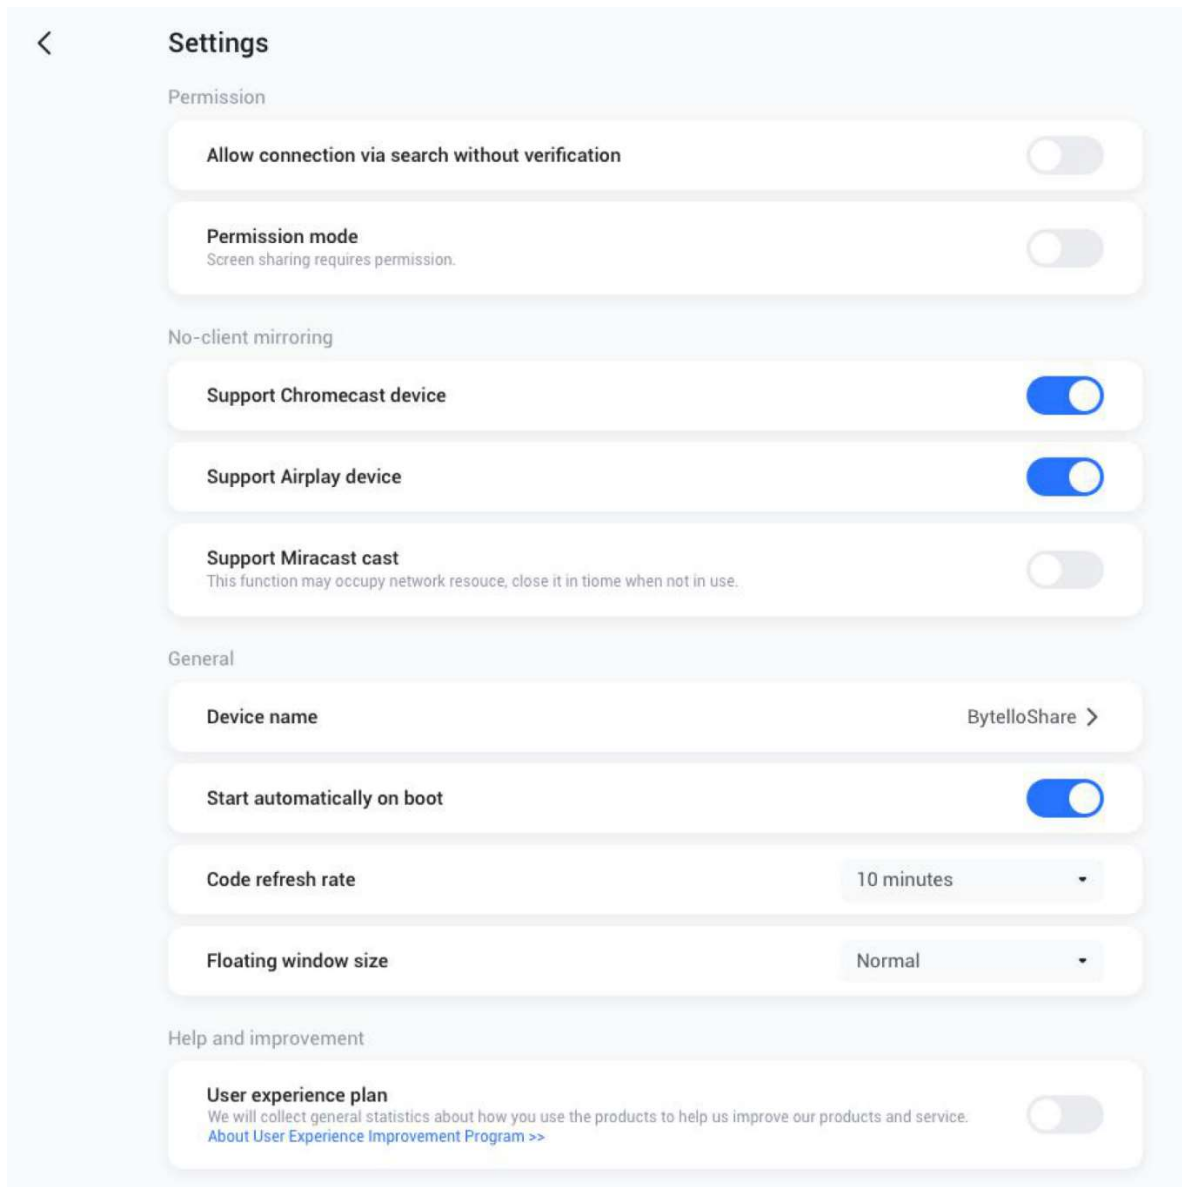 Settings
Permission
Allow connection via search without verification
Permission mode
Screen sharing requires permission.
No-client mirroring
Support Chromecast device
Support Airplay device
Support Miracast cast
This function may occupy network resouce, close it in tiome when not in use.
General
Device name BytelloShare
Start automatically on boot
Code refresh rate 10 minutes
Floating window size Normal
Help and improvement
User experience plan
We will collect general statistics about how you use the products to help us improve our products and service.
About User Experience Improvement Program >>